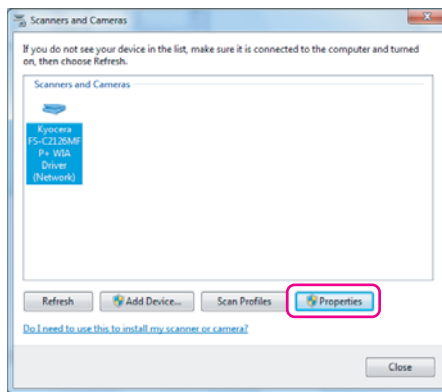 Scanners and Cameras
If you do not see your device in the list, make sure it is connected to the computer and turned
on, then choose Refresh.
Scanners and Cameras
Kyocera
FS-C2126MF
P+ WIA
Driver
(Network)
Refresh
Add Device...
Scan Profiles
Properties
Do I need to use this to install my scanner or camera?
Close